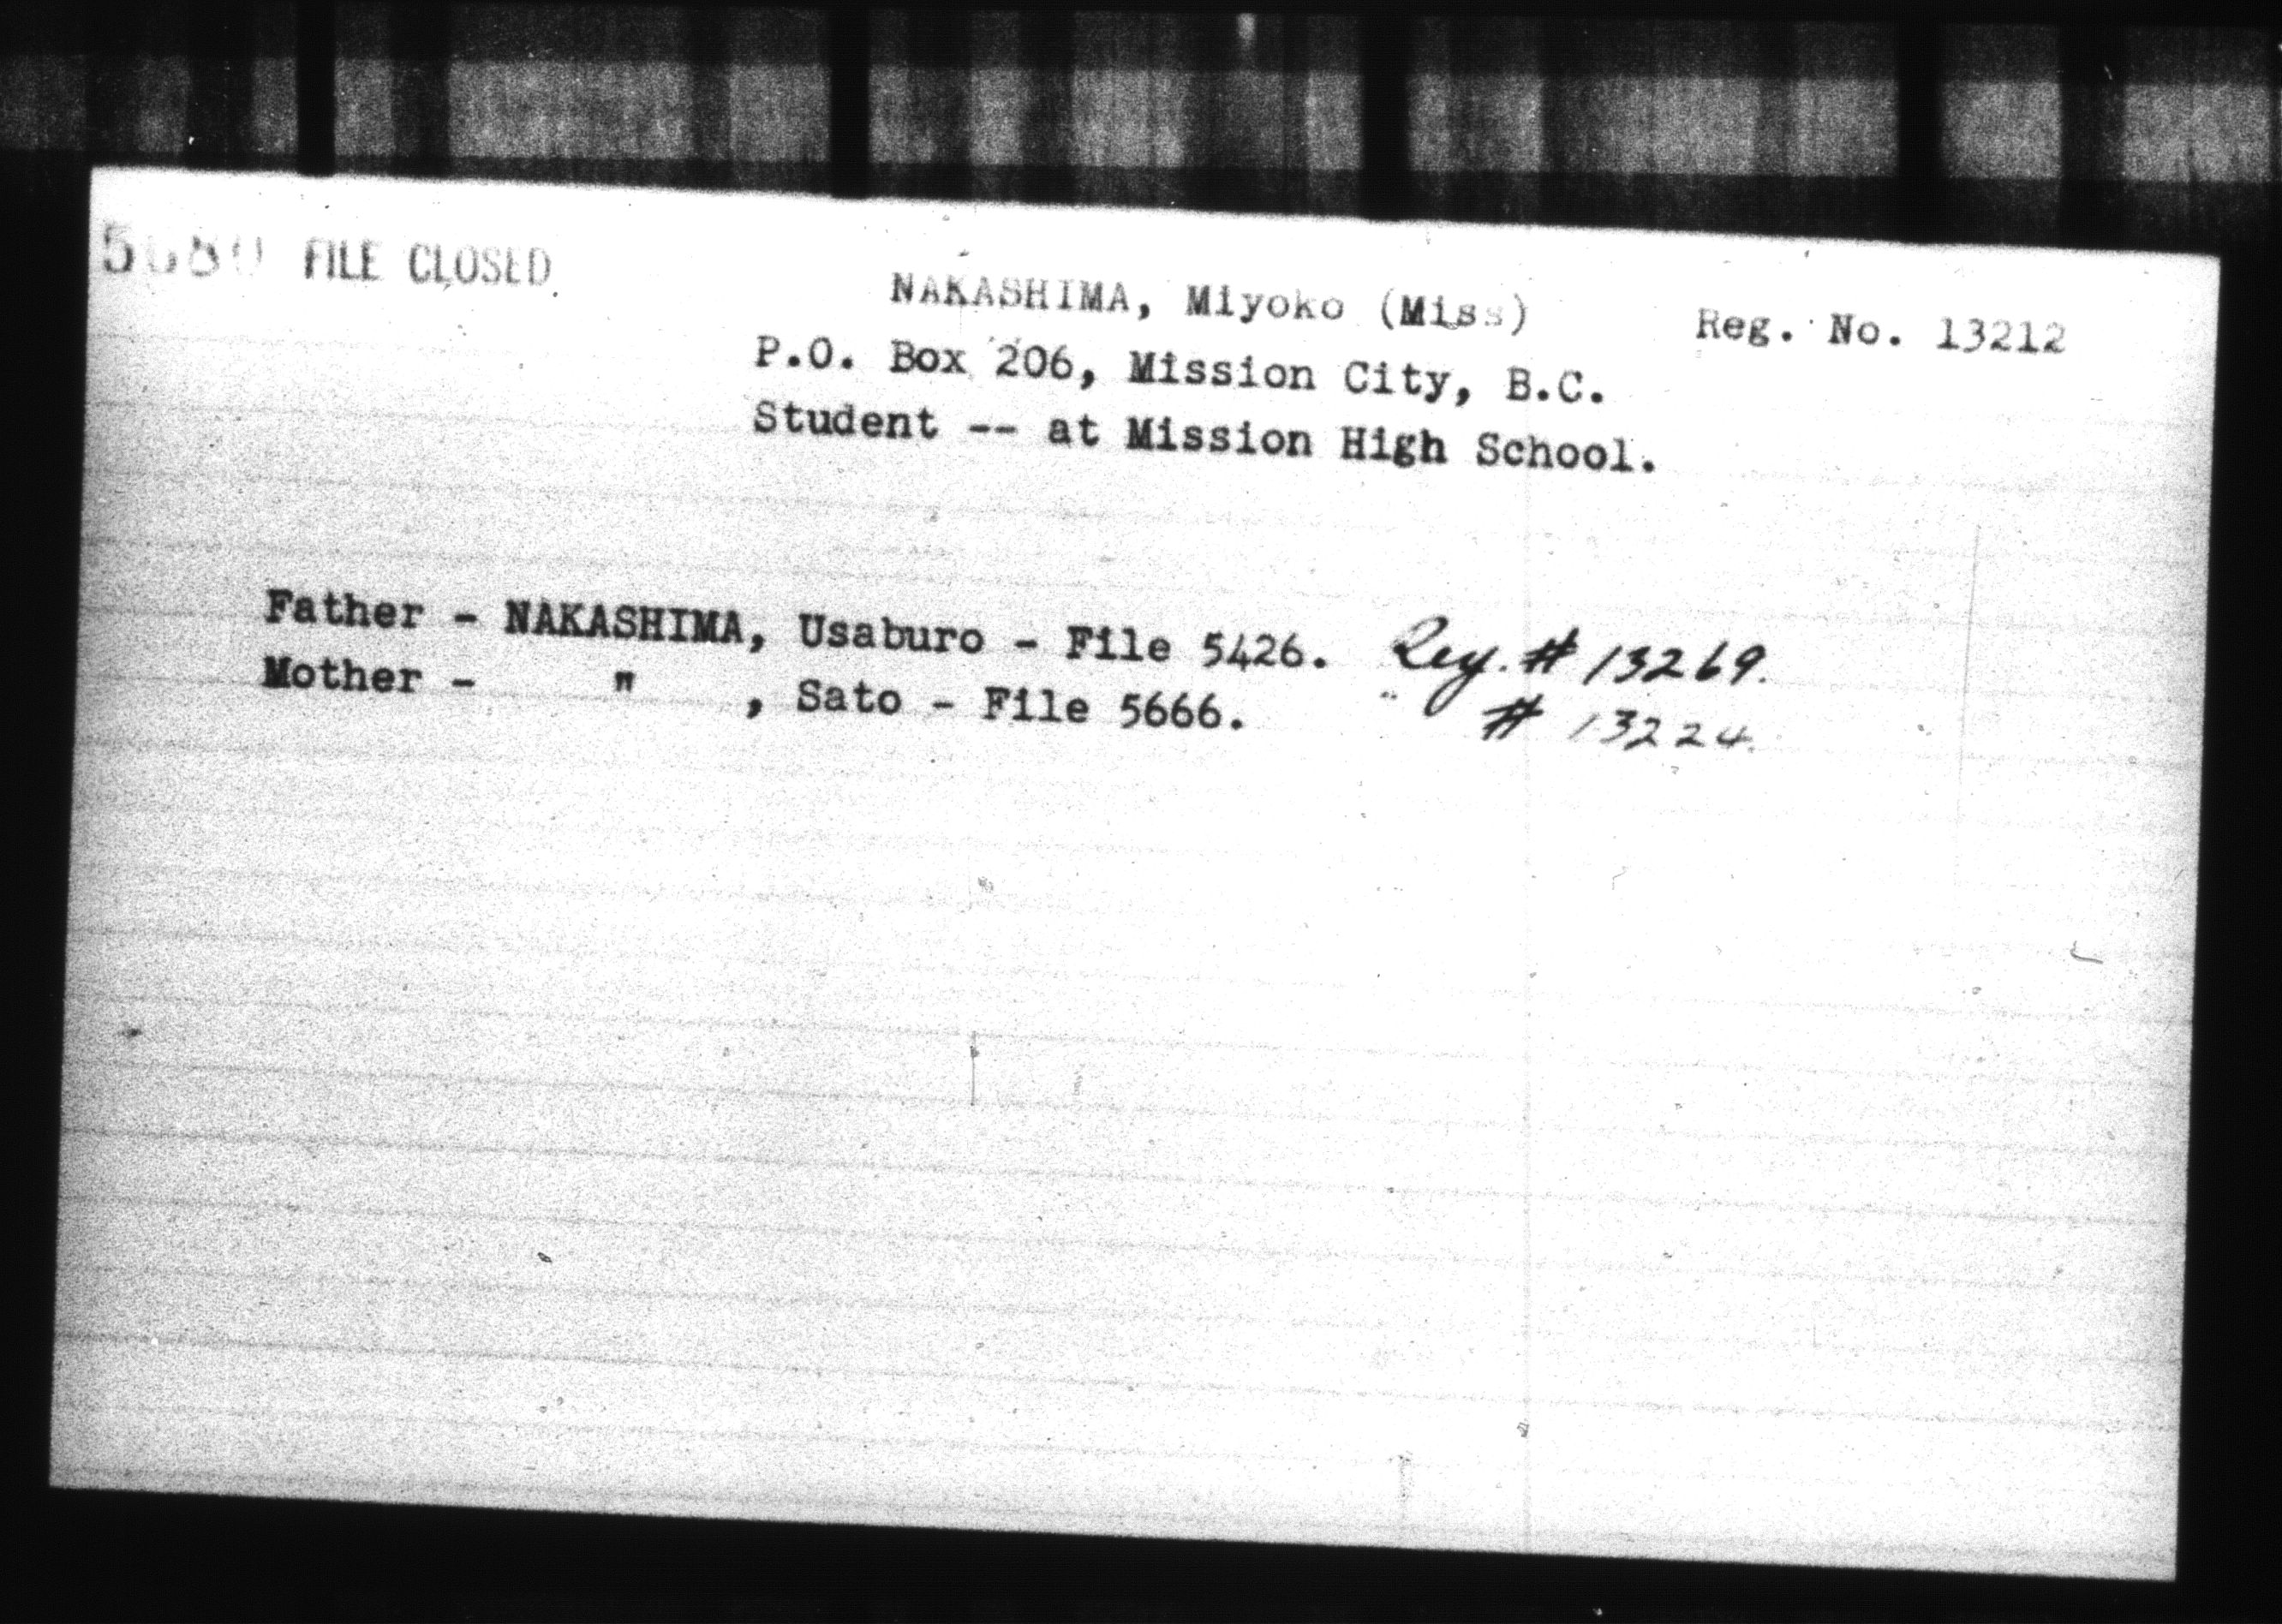 FILE CLOSED
NAKASHIMA, Miyoko (Miss) Reg. No. 13212
P.O. Box 206, Mission City, B.C.
Student -- at Mission High School.
Father - NAKASHIMA, Usaburo - File 5426. Reg. # 13269.
Mother - " , Sato - File 5666. " # 13224.